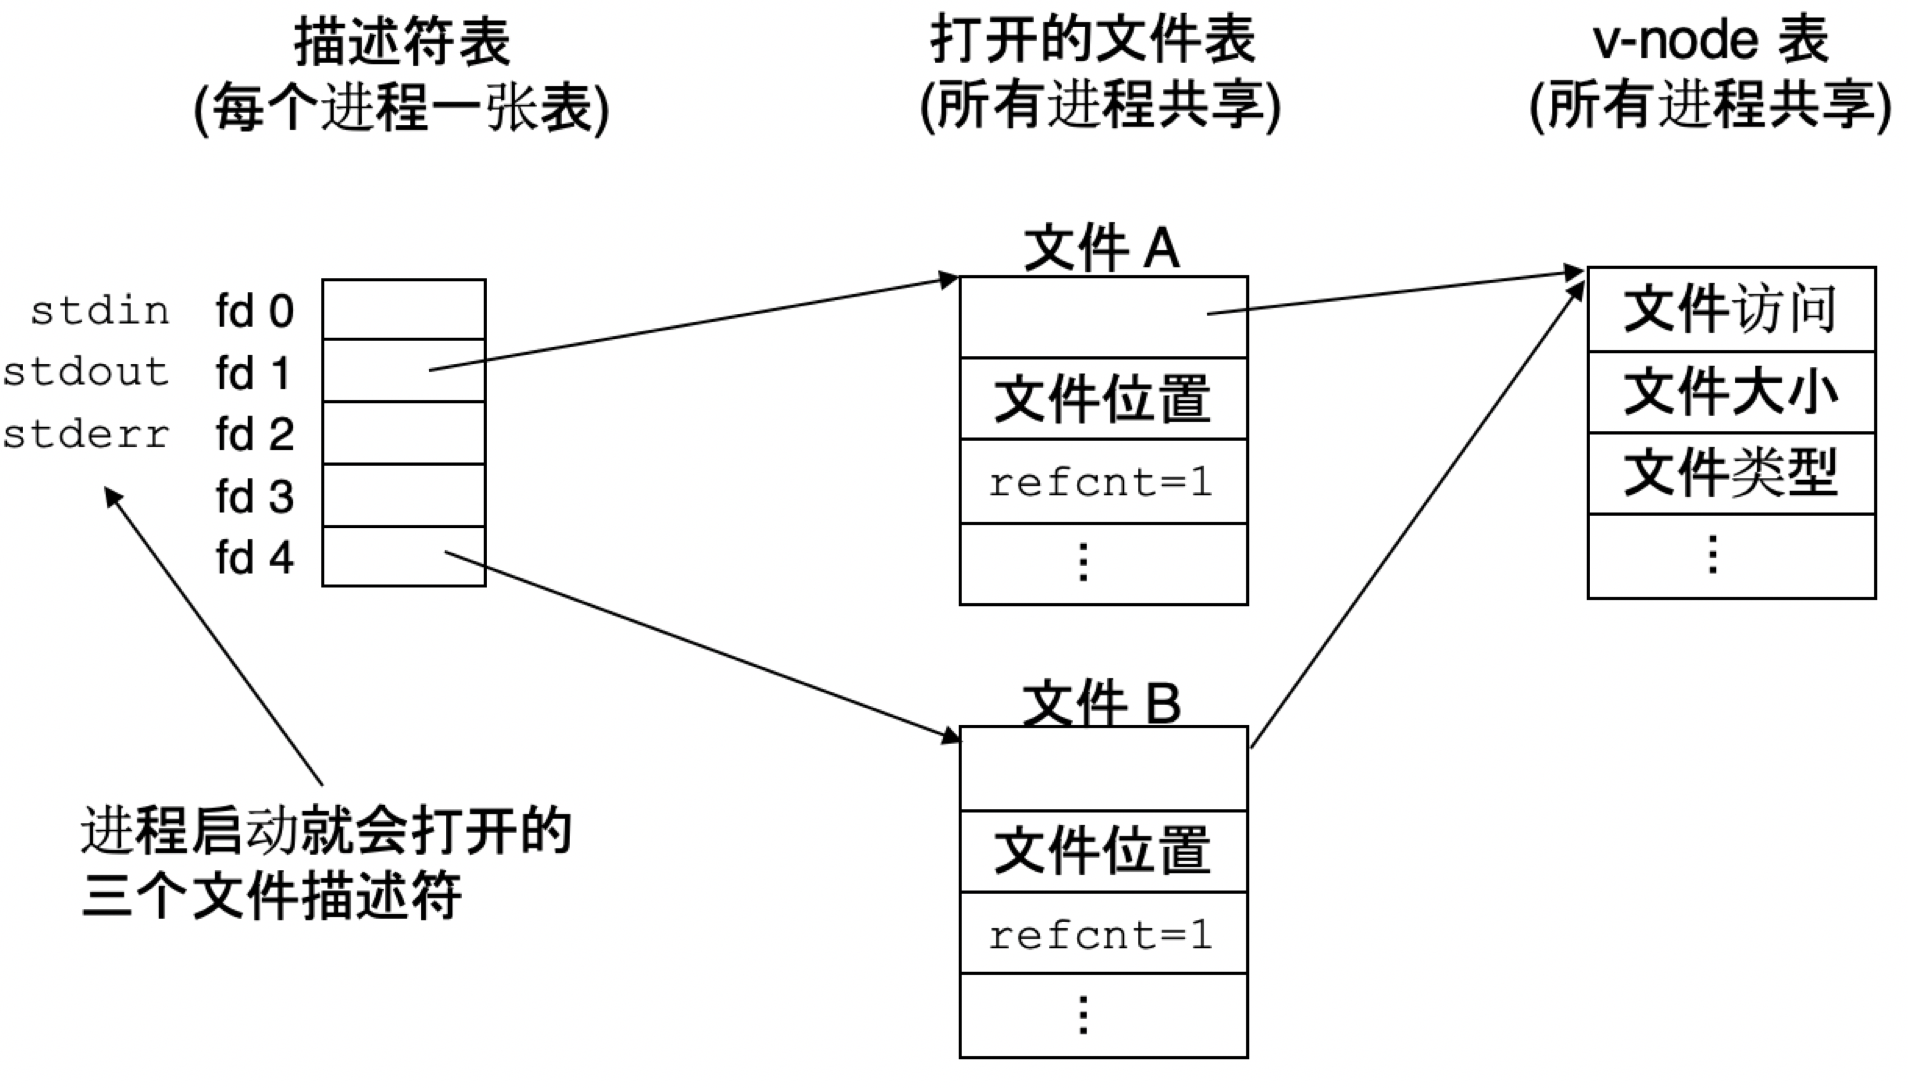 描述符表
(每个进程一张表)
打开的文件表
(所有进程共享)
v-node 表
(所有进程共享)
stdin fd 0
stdout fd 1
stderr fd 2
fd 3
fd 4
进程启动就会打开的
三个文件描述符
文件 A
文件位置
refcnt=1
⋮
文件 B
文件位置
refcnt=1
⋮
文件访问
文件大小
文件类型
⋮